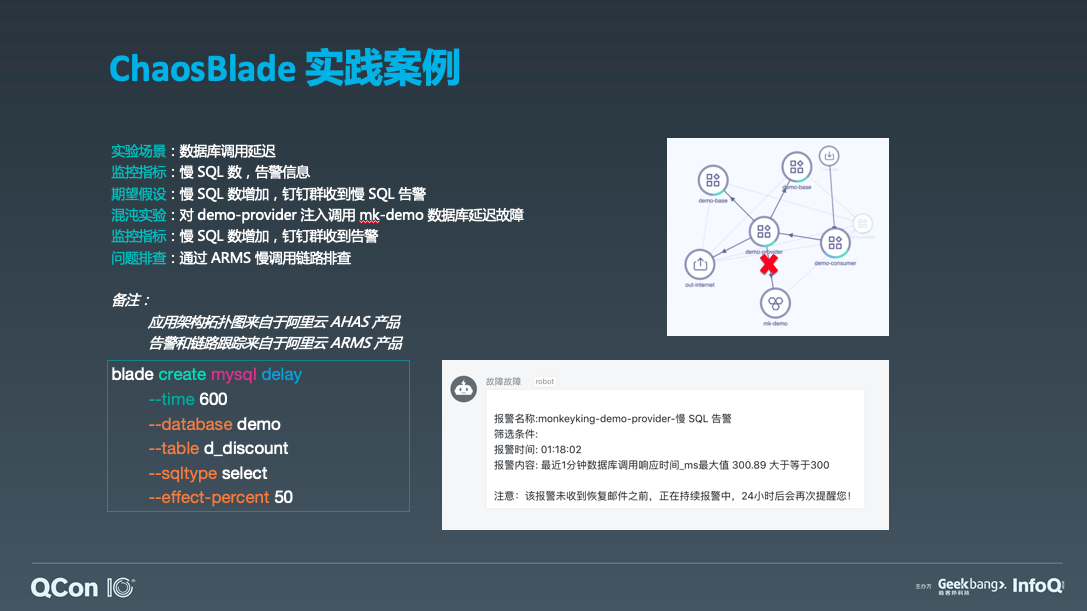 ChaosBlade 实践案例
实验场景：数据库调用延迟
监控指标：慢 SQL 数，告警信息
期望假设：慢 SQL 数增加，钉钉群收到慢 SQL 告警
混沌实验：对 demo-provider 注入调用 mk-demo 数据库延迟故障
监控指标：慢 SQL 数增加，钉钉群收到告警
问题排查：通过 ARMS 慢调用链路排查
备注：
应用架构拓扑图来自于阿里云 AHAS 产品
告警和链路跟踪来自于阿里云 ARMS 产品
blade create mysql delay
--time 600
--database demo
--table d_discount
--sqltype select
--effect-percent 50
demo-base
demo-base
demo-provider
demo-consumer
out-internet
mk-demo
故障故障 robot
报警名称:monkeyking-demo-provider-慢 SQL 告警
筛选条件:
报警时间: 01:18:02
报警内容: 最近1分钟数据库调用响应时间_ms最大值 300.89 大于等于300
注意：该报警未收到恢复邮件之前，正在持续报警中，24小时后会再次提醒您！
QCon 10
主办方 Geekbang>. InfoQ
极客邦科技